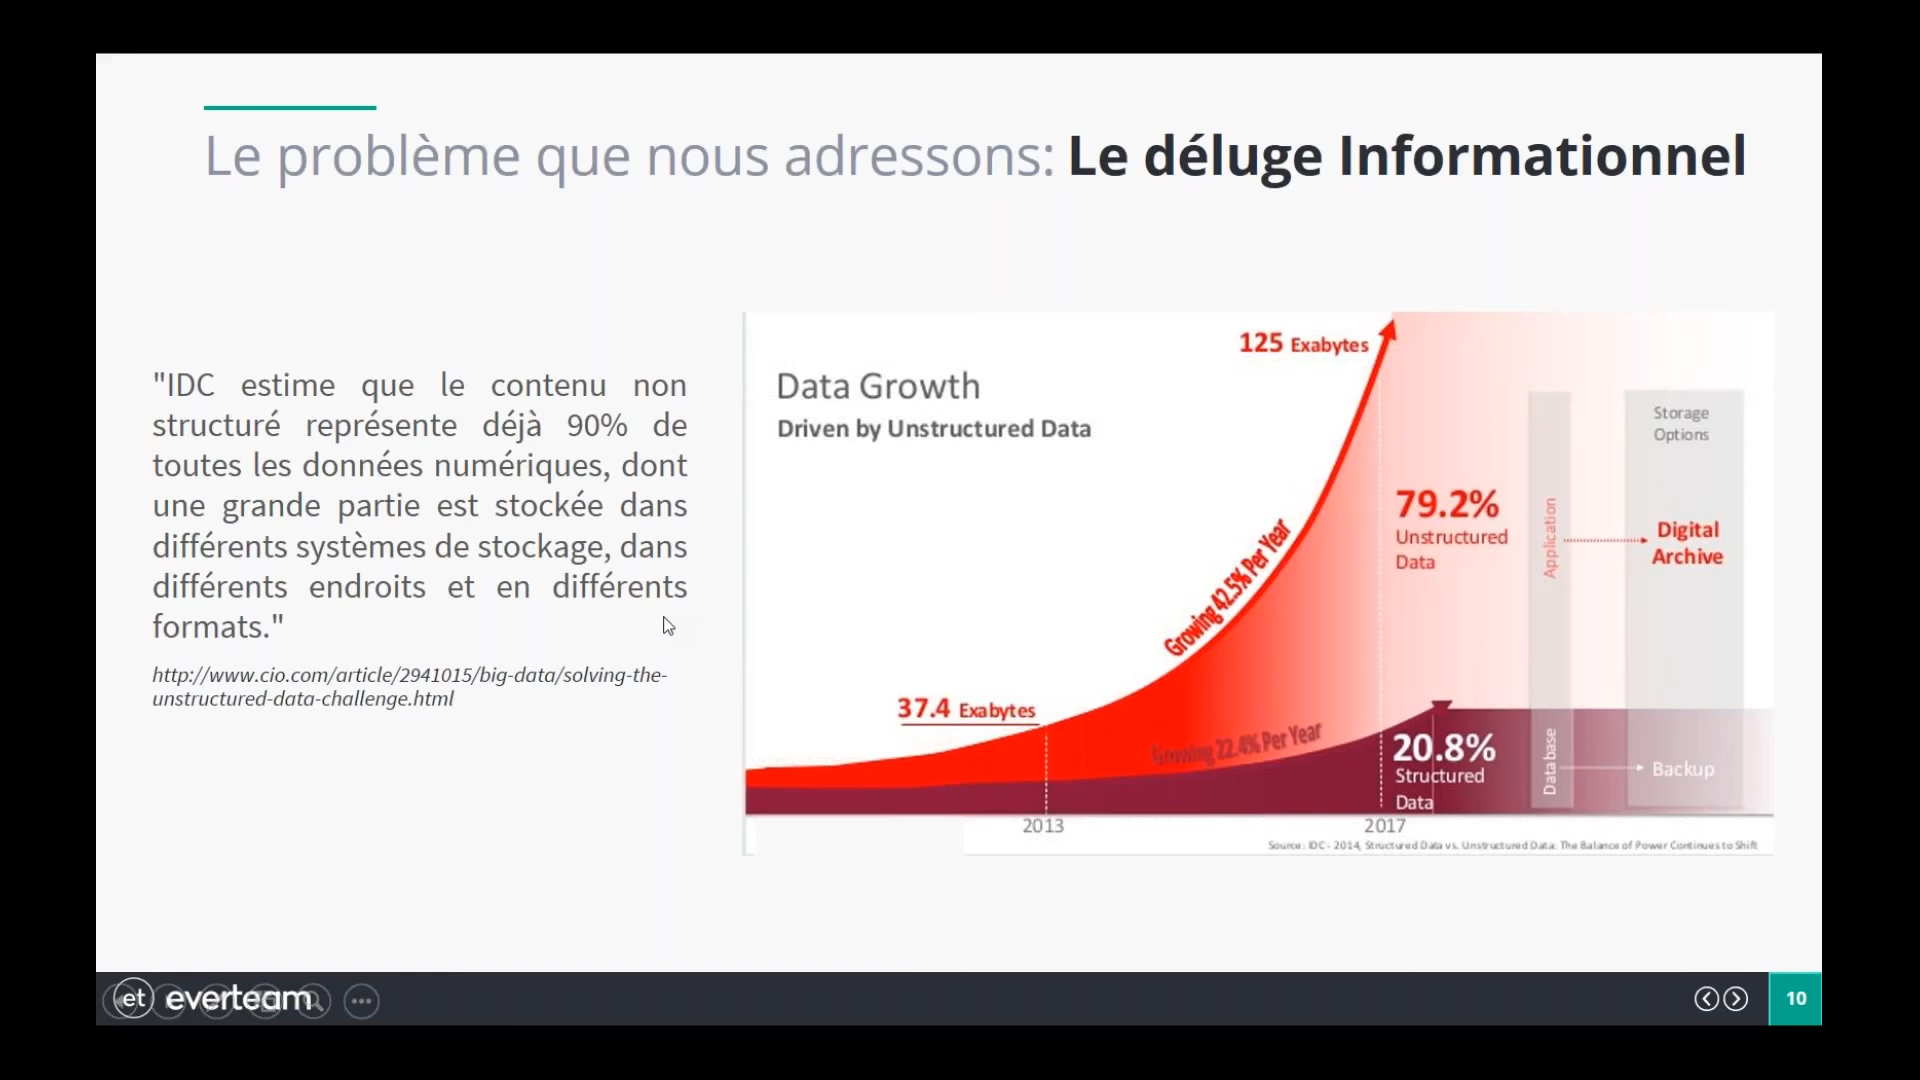 Le problème que nous adressons: Le déluge Informationnel
"IDC estime que le contenu non
structuré représente déjà 90% de
toutes les données numériques, dont
une grande partie est stockée dans
différents systèmes de stockage, dans
différents endroits et en différents
formats."
http://www.cio.com/article/2941015/big-data/solving-the-
unstructured-data-challenge.html
Data Growth
Driven by Unstructured Data
125 Exabytes
37.4 Exabytes
Growing 42.5% Per Year
Growing 22.4% Per Year
79.2%
Unstructured
Data
20.8%
Structured
Data
Application
Database
Storage
Options
Digital
Archive
Backup
2013
2017
Source: IDC- 2014, Structured Data vs. Unstructured Data: The Balance of Power Continues to Shift
et everteam
10